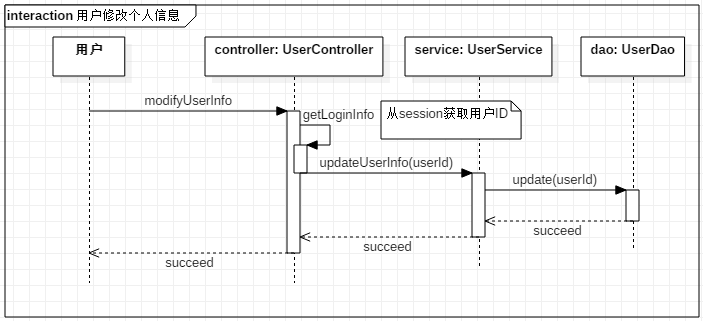 interaction 用户修改个人信息
用户
controller: UserController
service: UserService
dao: UserDao
modifyUserInfo
getLoginInfo
从session获取用户ID
updateUserInfo(userId)
update(userId)
succeed
succeed
succeed